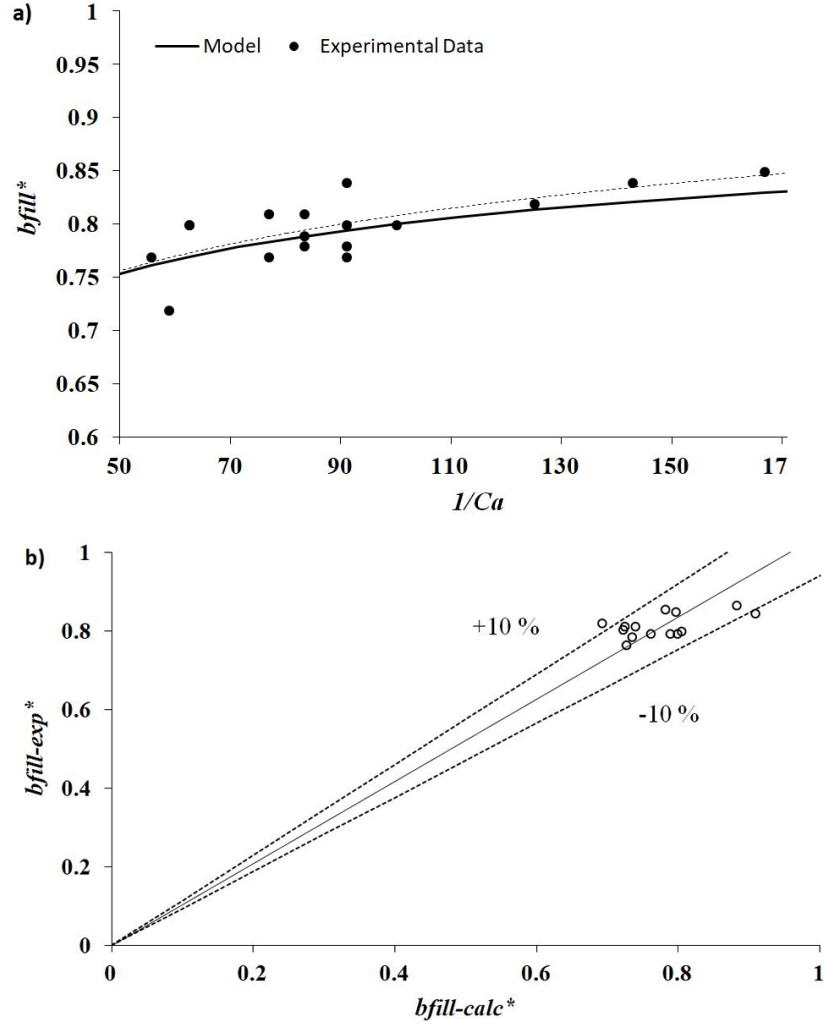 a)
1
Model
Experimental Data
0.95
0.9
0.85
0.8
0.75
0.7
0.65
0.6
bfill*
50 70 90 110 130 150 17
1/Ca
b)
1
0.8
0.6
0.4
0.2
0
bfill-exp*
+10 %
-10 %
0 0.2 0.4 0.6 0.8 1
bfill-calc*